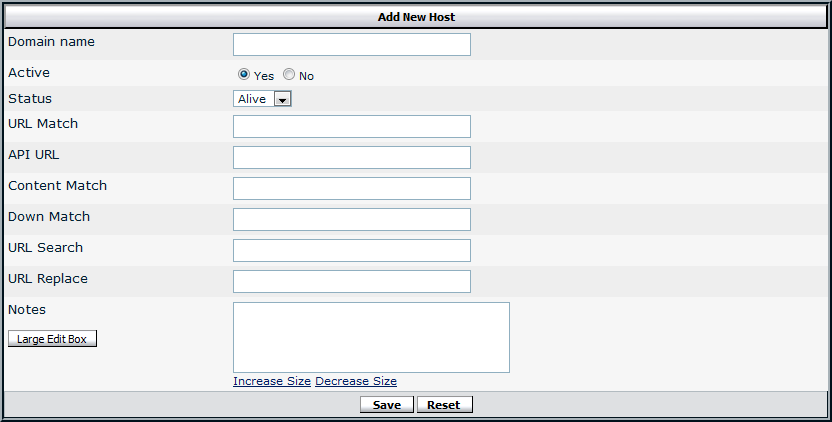 Add New Host
Domain name
Active Yes No
Status Alive
URL Match
API URL
Content Match
Down Match
URL Search
URL Replace
Notes
Large Edit Box
Increase Size Decrease Size
Save Reset